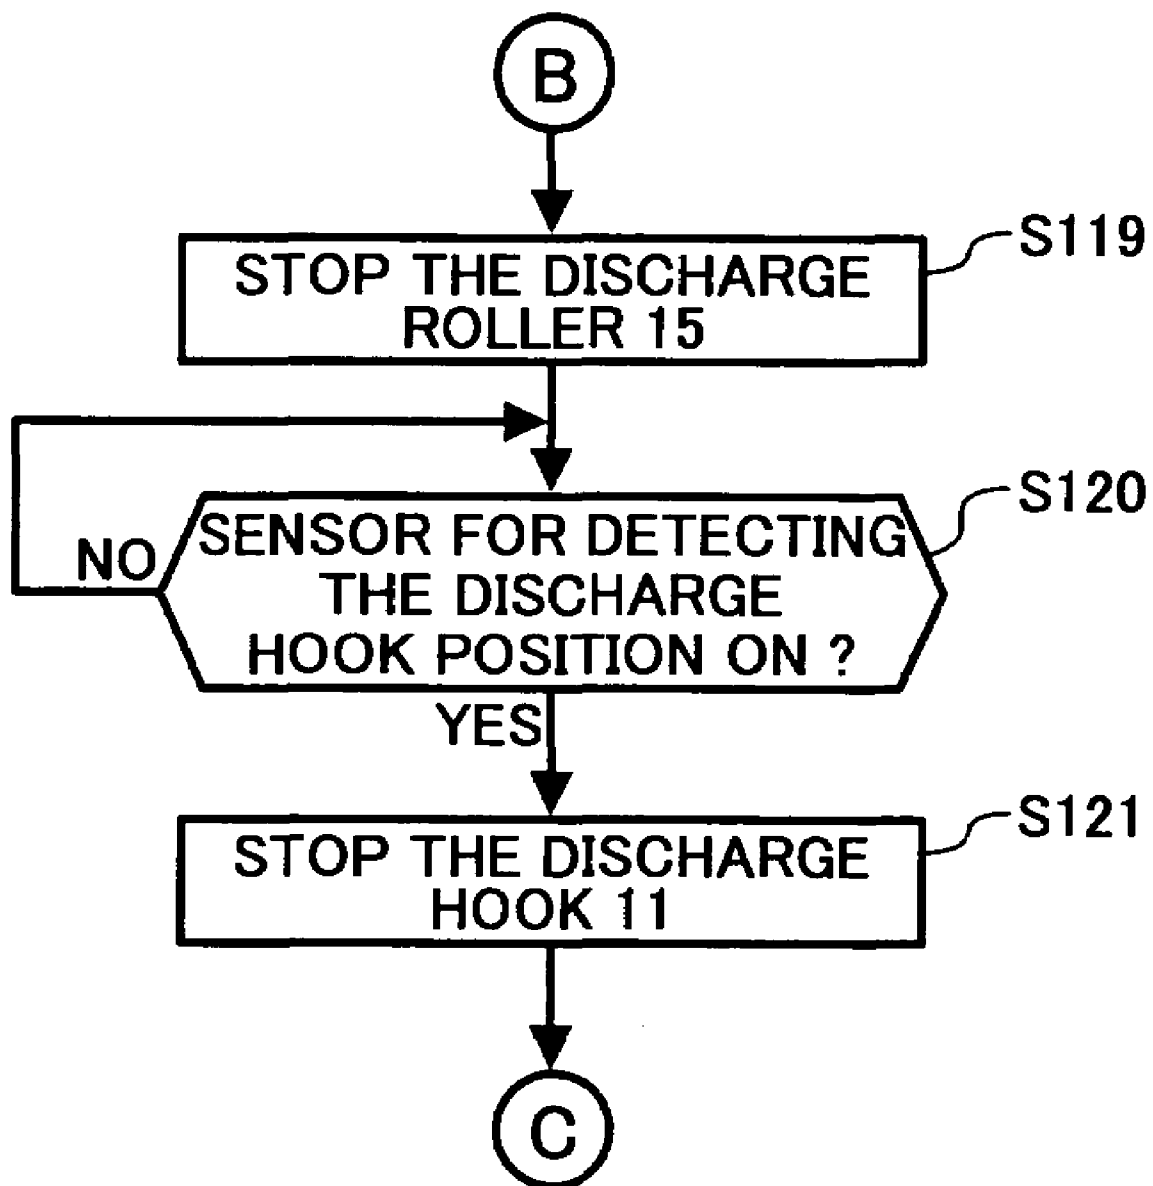 B
S119
STOP THE DISCHARGE
ROLLER 15
S120
SENSOR FOR DETECTING
NO
THE DISCHARGE
HOOK POSITION ON ?
YES
S121
STOP THE DISCHARGE
HOOK 11
C